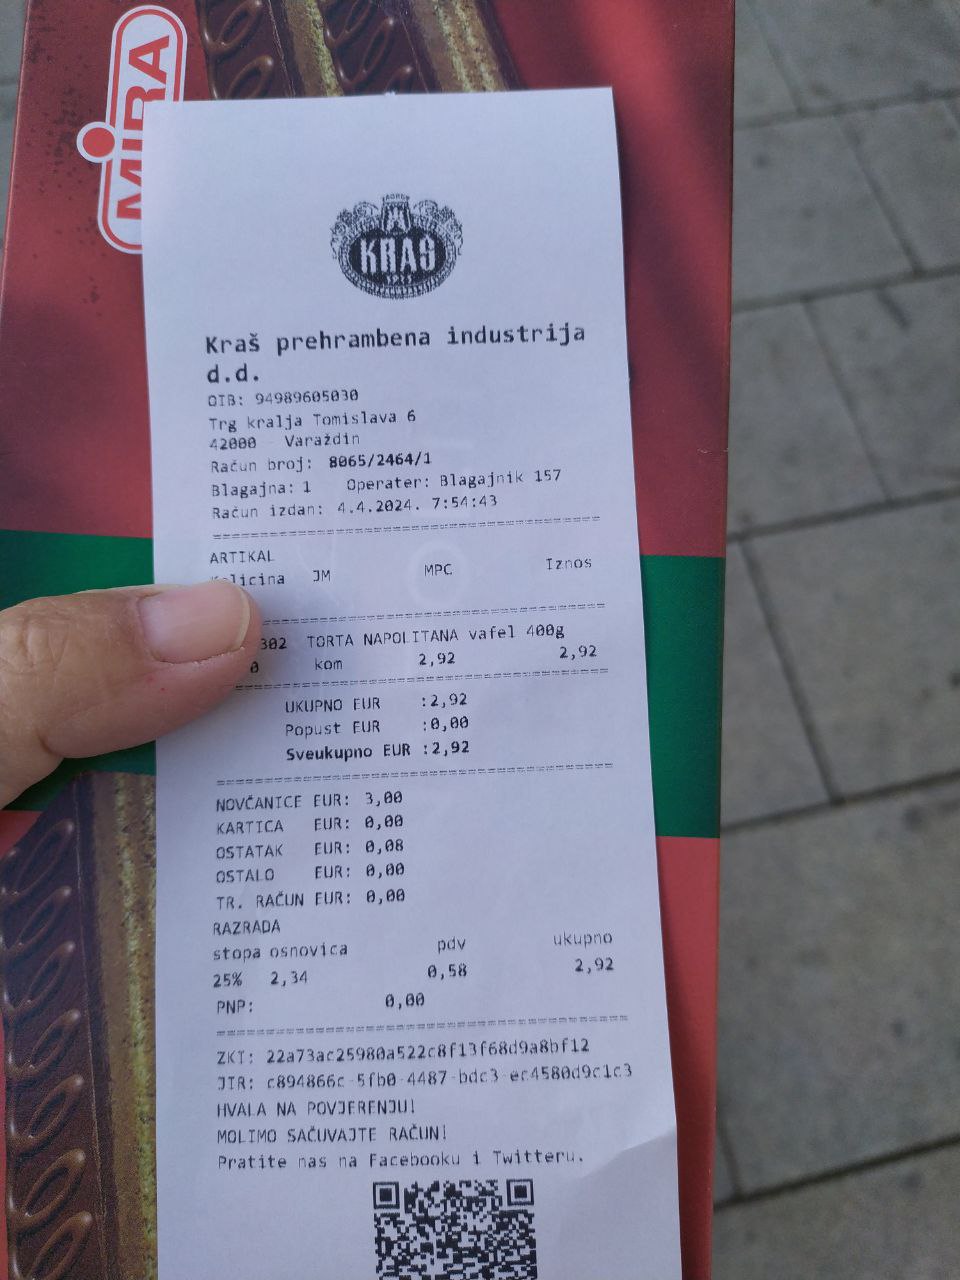 MIRA
ZAGREB
KRAŠ
1911
Kraš prehrambena industrija
d.d.
OIB: 94989605030
Trg kralja Tomislava 6
42000 Varaždin
Račun broj: 8065/2464/1
Blagajna: 1 Operater: Blagajnik 157
Račun izdan: 4.4.2024. 7:54:43
ARTIKAL
Količina JM MPC Iznos
302 TORTA NAPOLITANA vafel 400g
0 kom 2,92 2,92
UKUPNO EUR :2,92
Popust EUR :0,00
Sveukupno EUR :2,92
NOVČANICE EUR: 3,00
KARTICA EUR: 0,00
OSTATAK EUR: 0,08
OSTALO EUR: 0,00
TR. RAČUN EUR: 0,00
RAZRADA
stopa osnovica pdv ukupno
25% 2,34 0,58 2,92
PNP: 0,00
ZKI: 22a73ac25980a522c8f13f68d9a8bf12
JIR: c894866c-5fb0-4487-bdc3-ec4580d9c1c3
HVALA NA POVJERENJU!
MOLIMO SAČUVAJTE RAČUN!
Pratite nas na Facebooku i Twitteru.